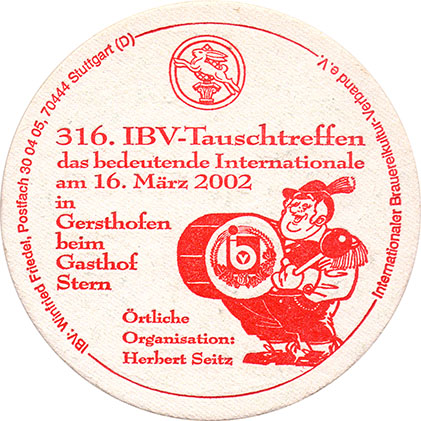 IBV: Winfried Friedel, Postfach 30 04 05, 70444 Stuttgart (D)
316. IBV-Tauschtreffen
das bedeutende Internationale
am 16. März 2002
in
Gersthofen
beim
Gasthof
Stern
Örtliche
Organisation:
Herbert Seitz
ibv
Internationaler Brauereikultur-Verband e.V.